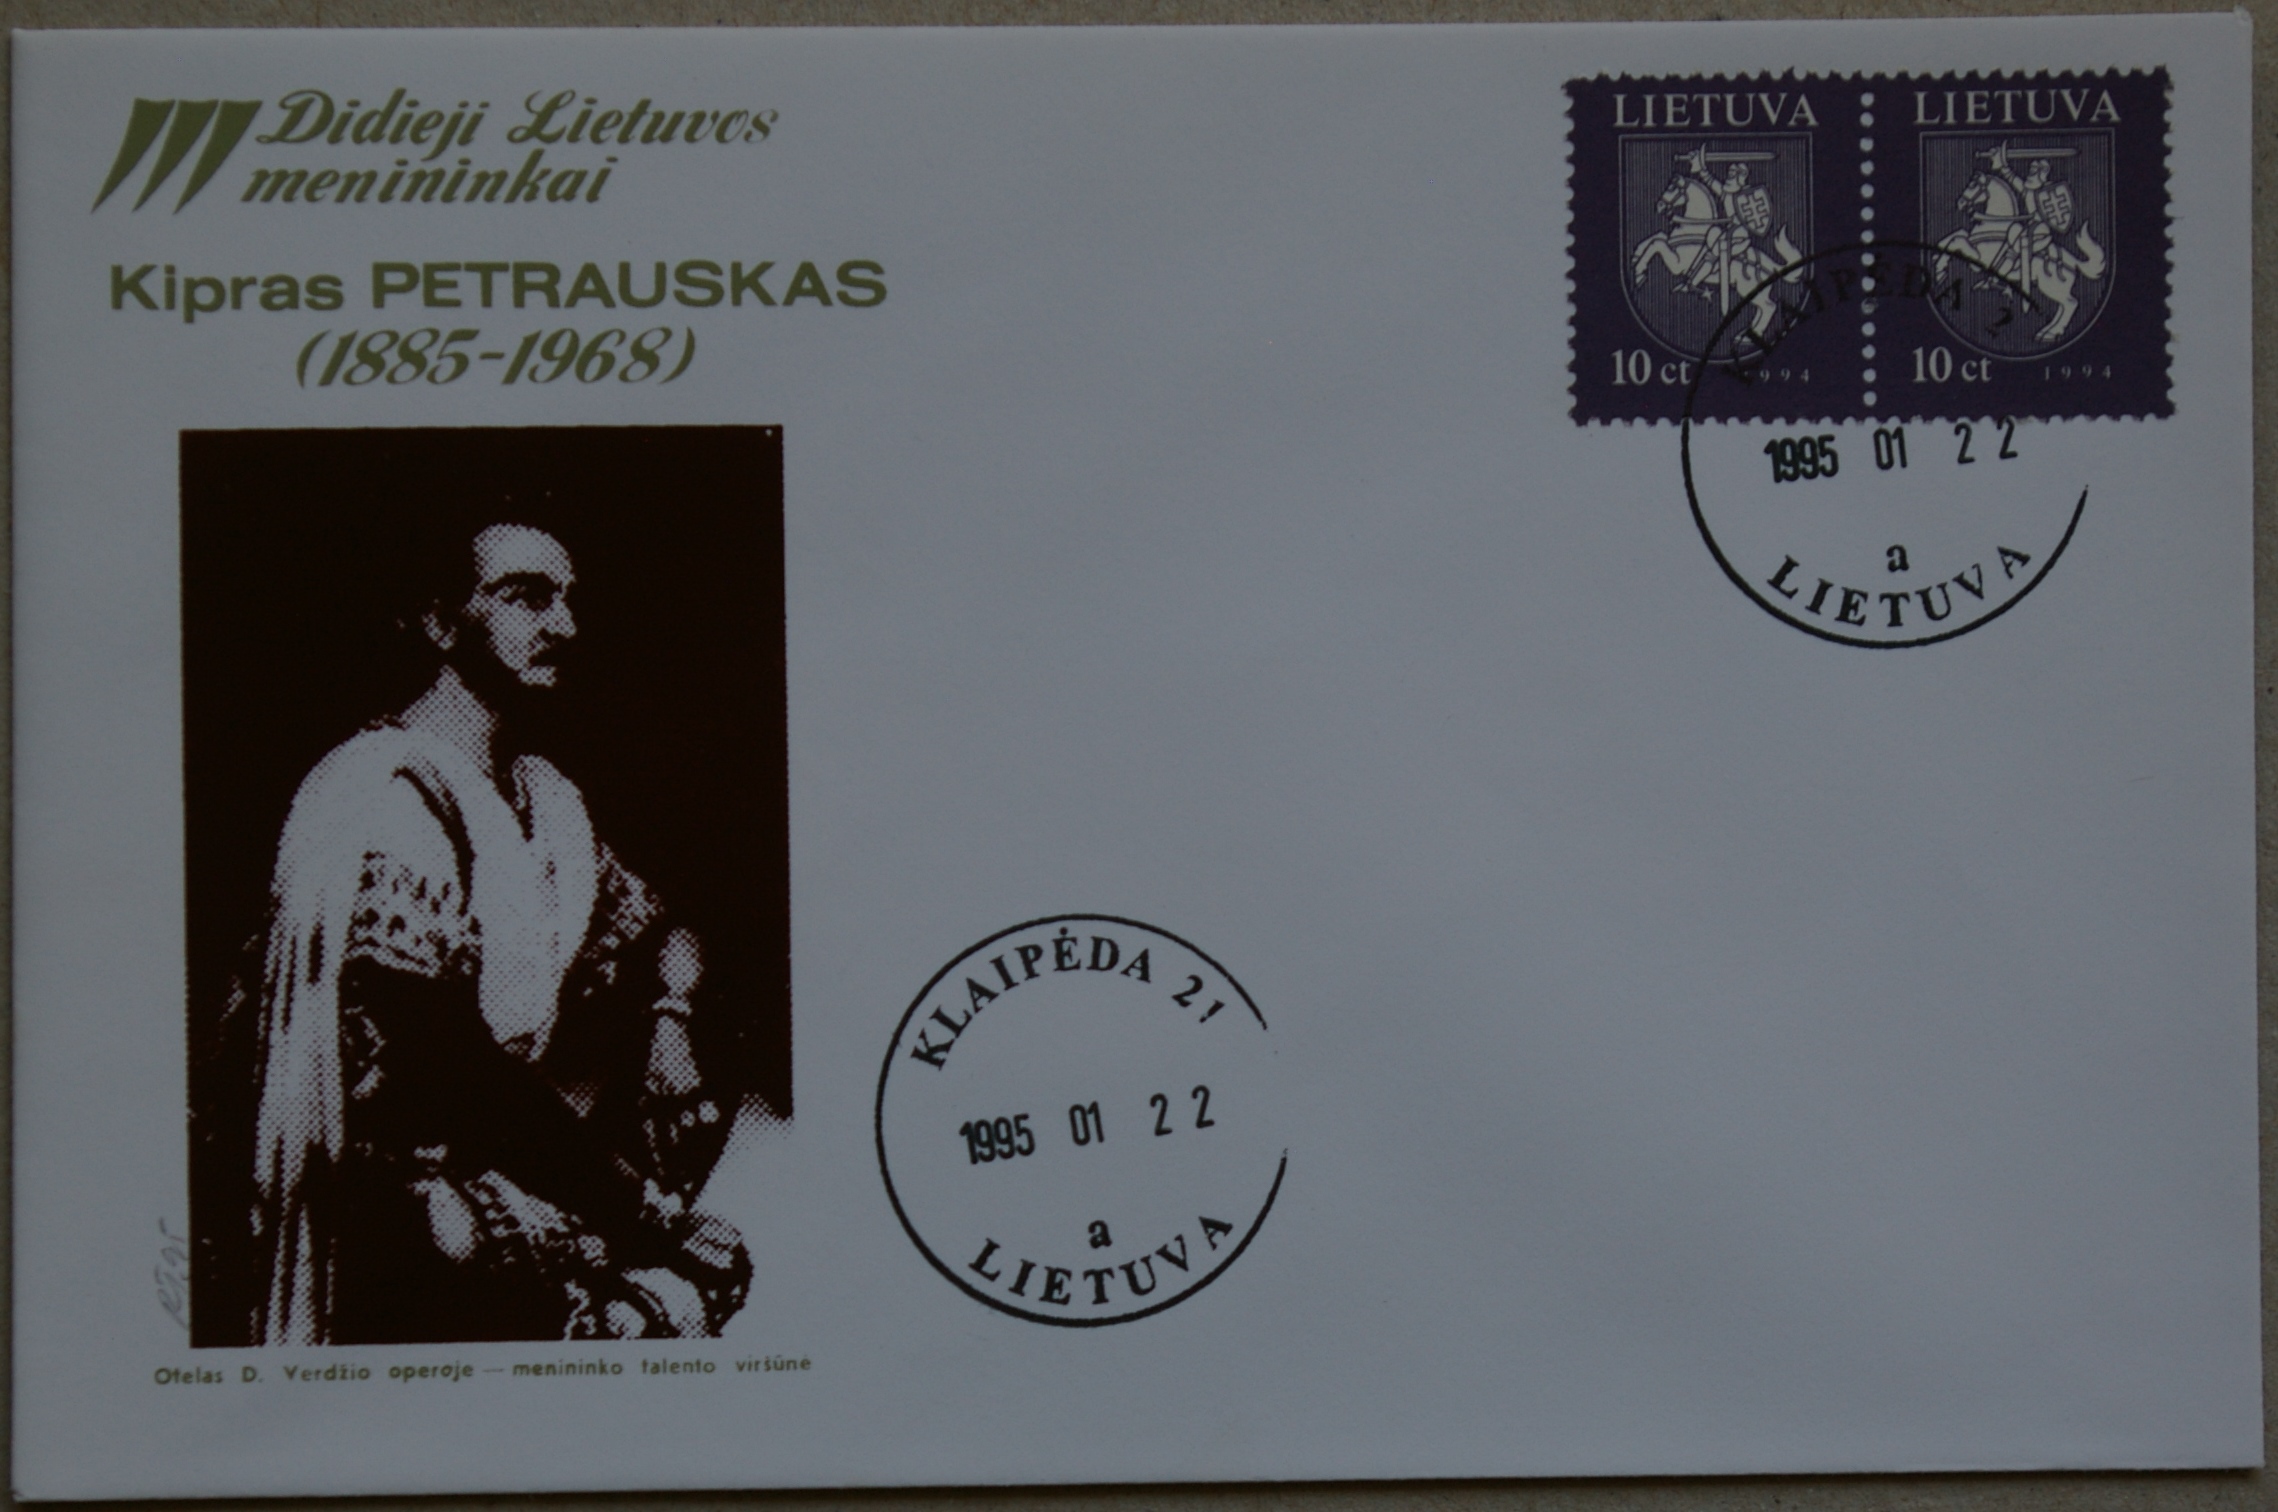 Didieji Lietuvos
menininkai
Kipras PETRAUSKAS
(1885-1968)
LIETUVA
10 ct 1994
LIETUVA
10 ct 1994
KLAIPĖDA 2
1995 01 22
a
LIETUVA
KLAIPĖDA 21
1995 01 22
a
LIETUVA
Otelas D. Verdžio operoje — menininko talento viršūnė